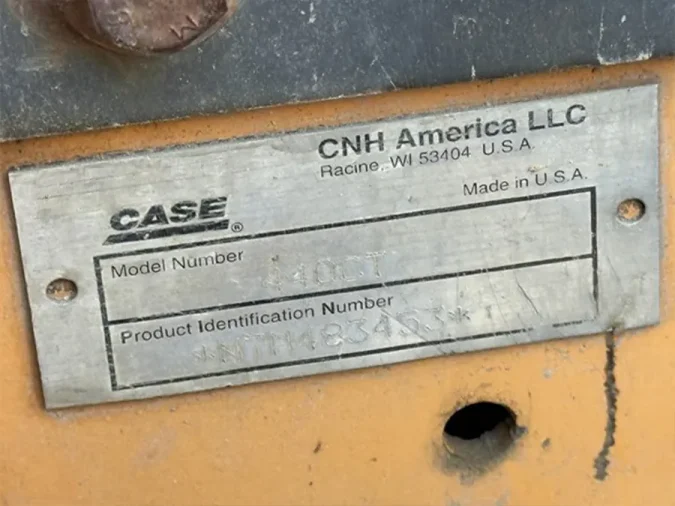 CNH America LLC
Racine, WI 53404 U.S.A.
Made in U.S.A.
CASE®
Model Number
440CT
Product Identification Number